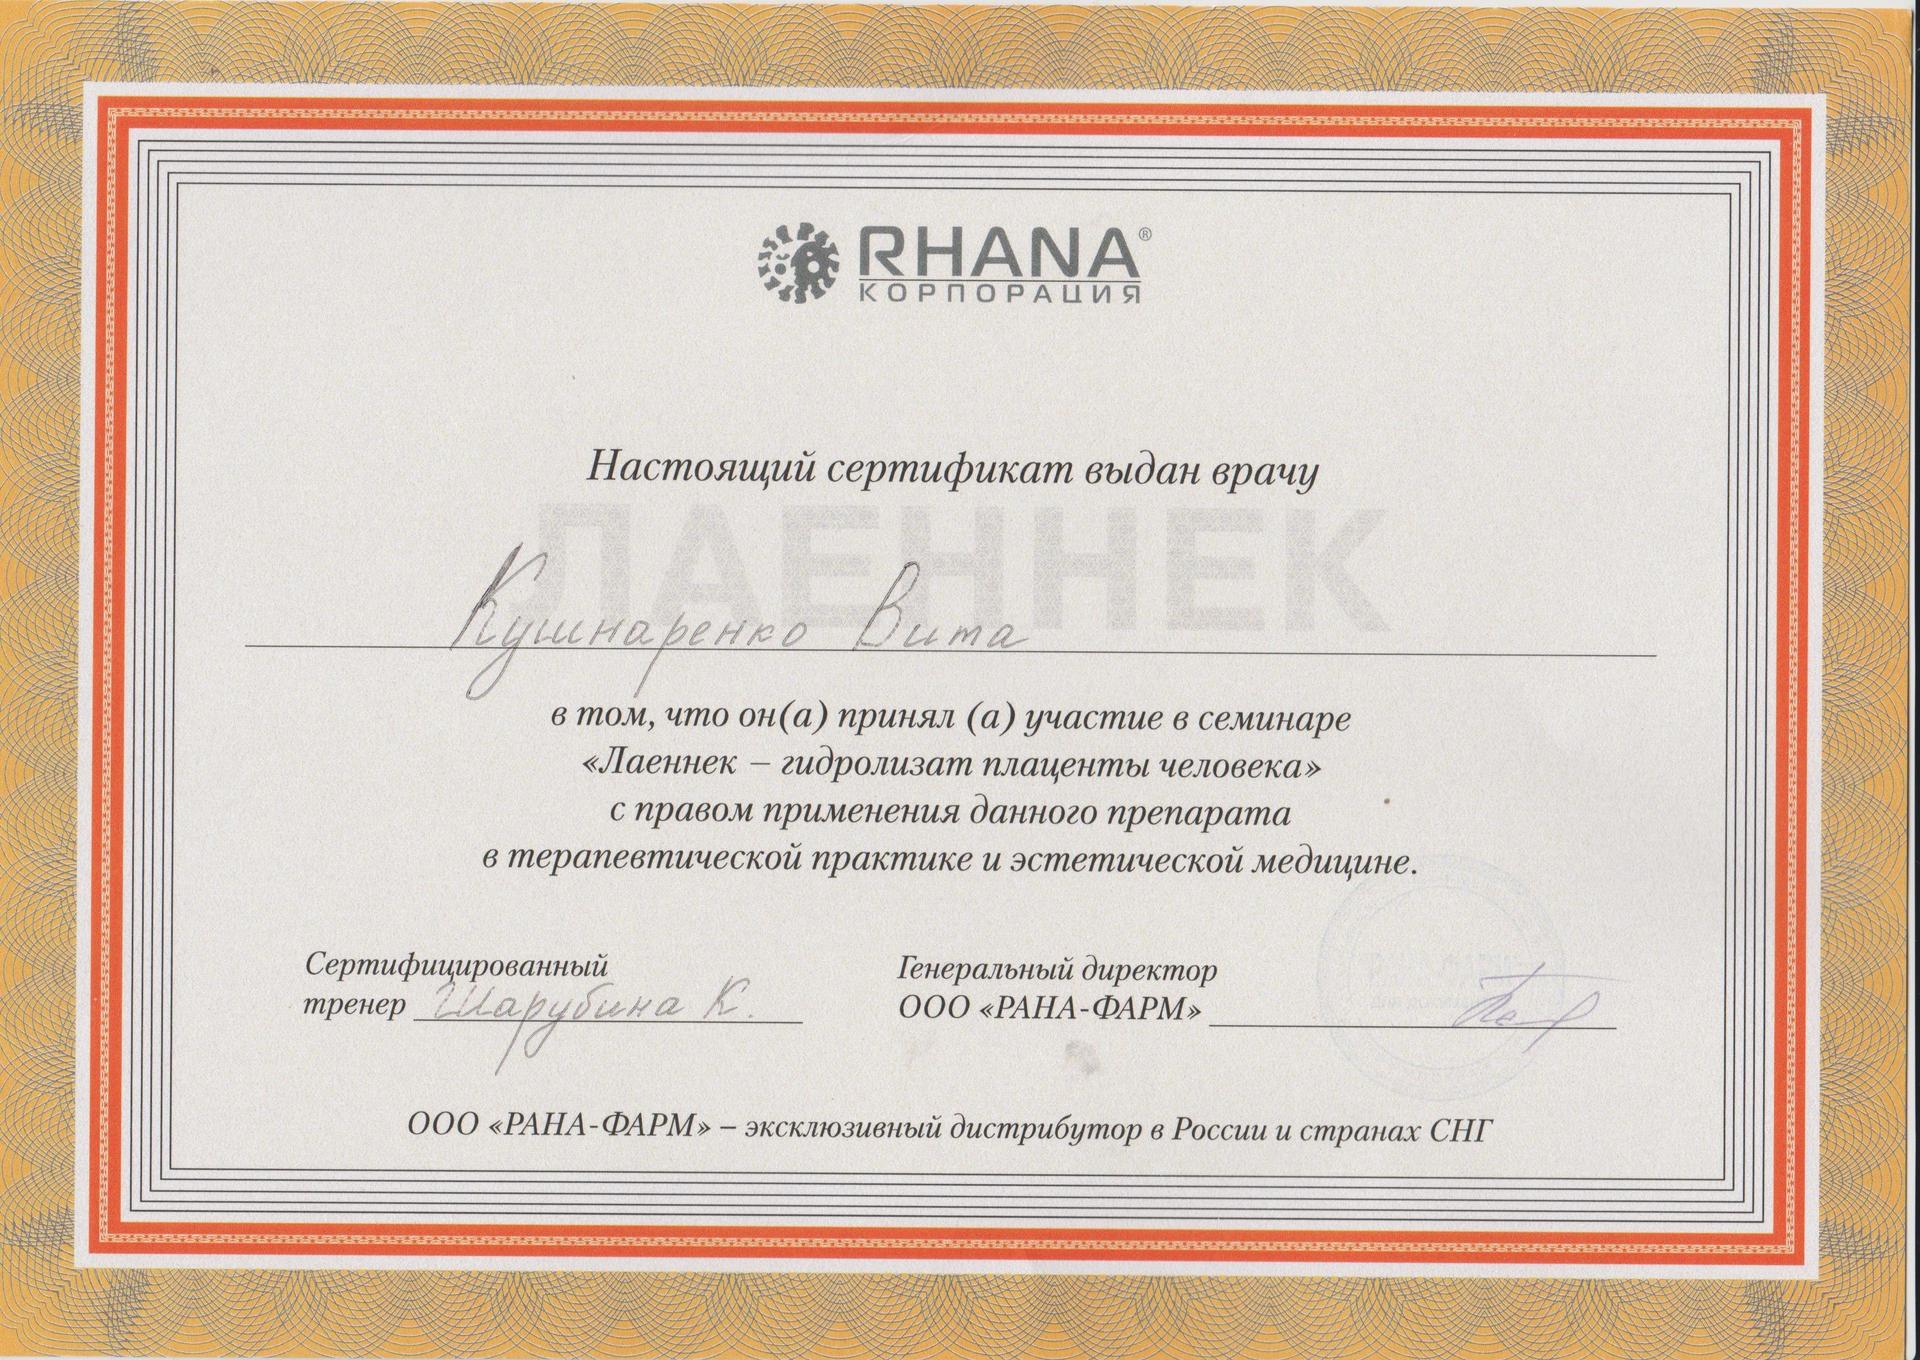 RHANA®
КОРПОРАЦИЯ
Настоящий сертификат выдан врачу
ЛАЕННЕК
Кушнаренко Вита
в том, что он(а) принял (а) участие в семинаре
«Лаеннек – гидролизат плаценты человека»
с правом применения данного препарата
в терапевтической практике и эстетической медицине.
Сертифицированный
тренер Шарубина К.
Генеральный директор
ООО «РАНА-ФАРМ»
ООО «РАНА-ФАРМ» – эксклюзивный дистрибутор в России и странах СНГ